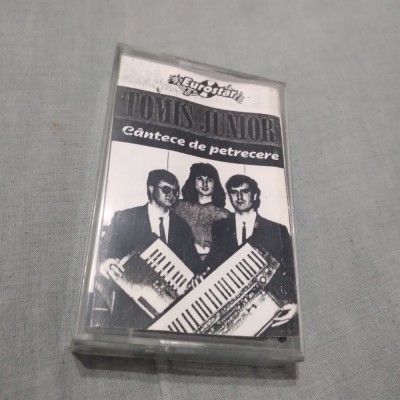 Eurostar
TOMIS JUNIOR
Cântece de petrecere